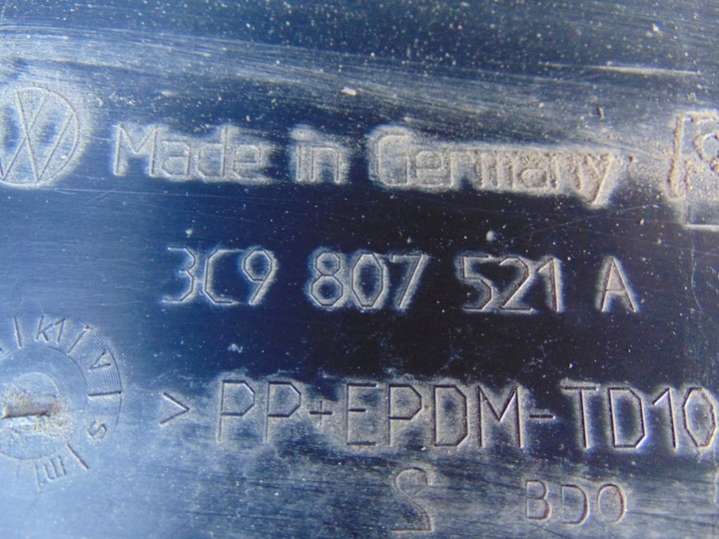 Made in Germany
3C9 807 521 A
>PP+EPDM-TD10
BDO